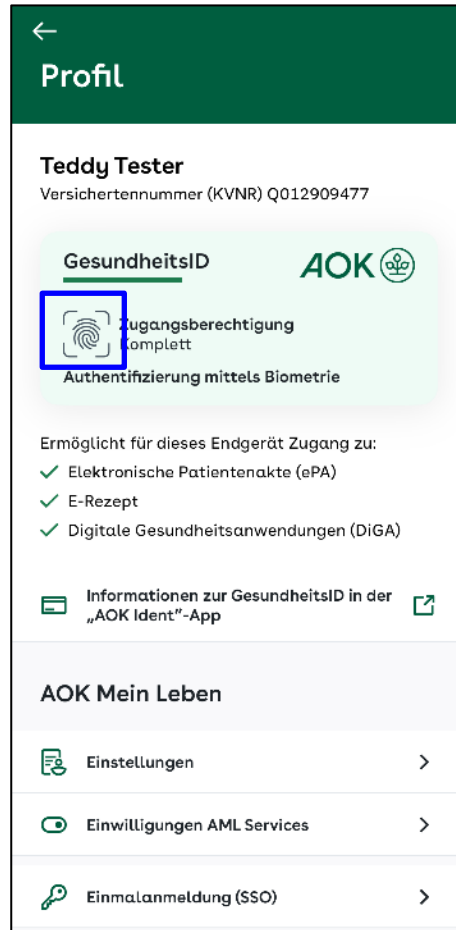 Profil
Teddy Tester
Versichertennummer (KVNR) Q012909477
GesundheitsID
AOK
Zugangsberechtigung
Komplett
Authentifizierung mittels Biometrie
Ermöglicht für dieses Endgerät Zugang zu:
Elektronische Patientenakte (ePA)
E-Rezept
Digitale Gesundheitsanwendungen (DiGA)
Informationen zur GesundheitsID in der
„AOK Ident"-App
AOK Mein Leben
Einstellungen
Einwilligungen AML Services
Einmalanmeldung (SSO)